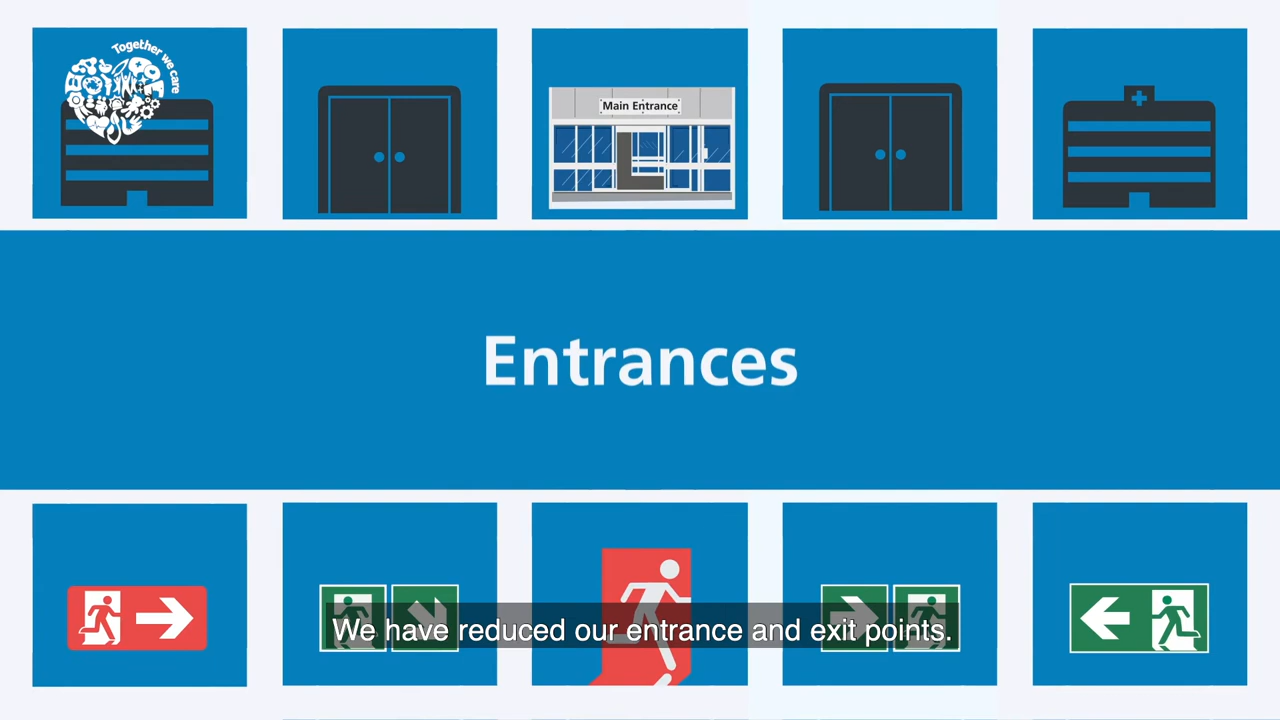 Together we care
Main Entrance
Entrances
We have reduced our entrance and exit points.